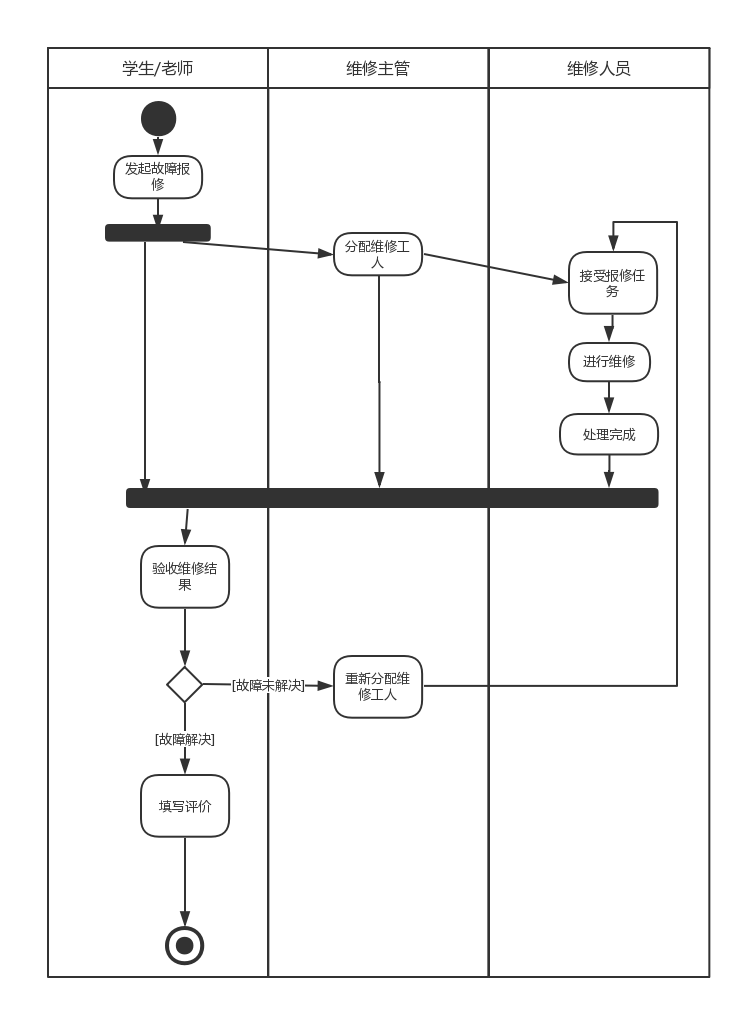 学生/老师
维修主管
维修人员
发起故障报
修
分配维修工
人
接受报修任
务
进行维修
处理完成
验收维修结
果
[故障未解决]
重新分配维
修工人
[故障解决]
填写评价